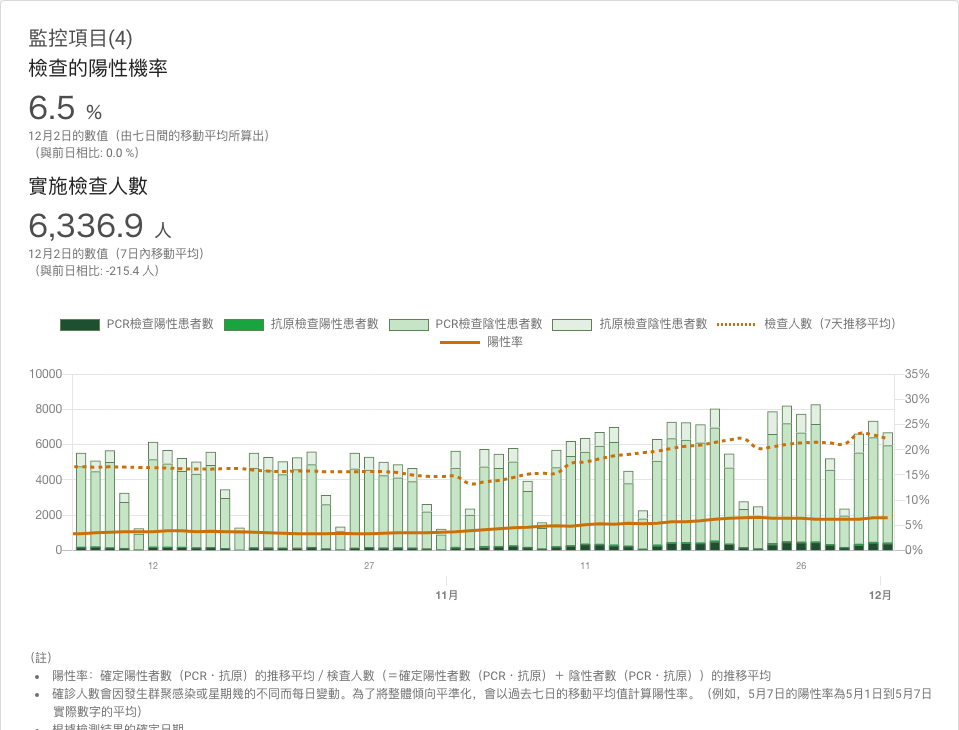 監控項目(4)
檢查的陽性機率
6.5 %
12月2日的數值（由七日間的移動平均所算出）
（與前日相比: 0.0 %）
實施檢查人數
6,336.9 人
12月2日的數值（7日內移動平均）
（與前日相比: -215.4 人）
PCR檢查陽性患者數 抗原檢查陽性患者數 PCR檢查陰性患者數 抗原檢查陰性患者數 檢查人數（7天推移平均）
陽性率
10000 35%
30%
8000
25%
6000
20%
4000 15%
10%
2000
5%
0 0%
12 27 11 26
11月 12月
（註）
陽性率：確定陽性者數（PCR・抗原）的推移平均 / 検査人數（＝確定陽性者數（PCR・抗原）＋ 陰性者數（PCR・抗原））的推移平均
確診人數會因發生群聚感染或星期幾的不同而每日變動。為了將整體傾向平準化，會以過去七日的移動平均值計算陽性率。（例如，5月7日的陽性率為5月1日到5月7日
實際數字的平均）
根據檢測結果的確定日期